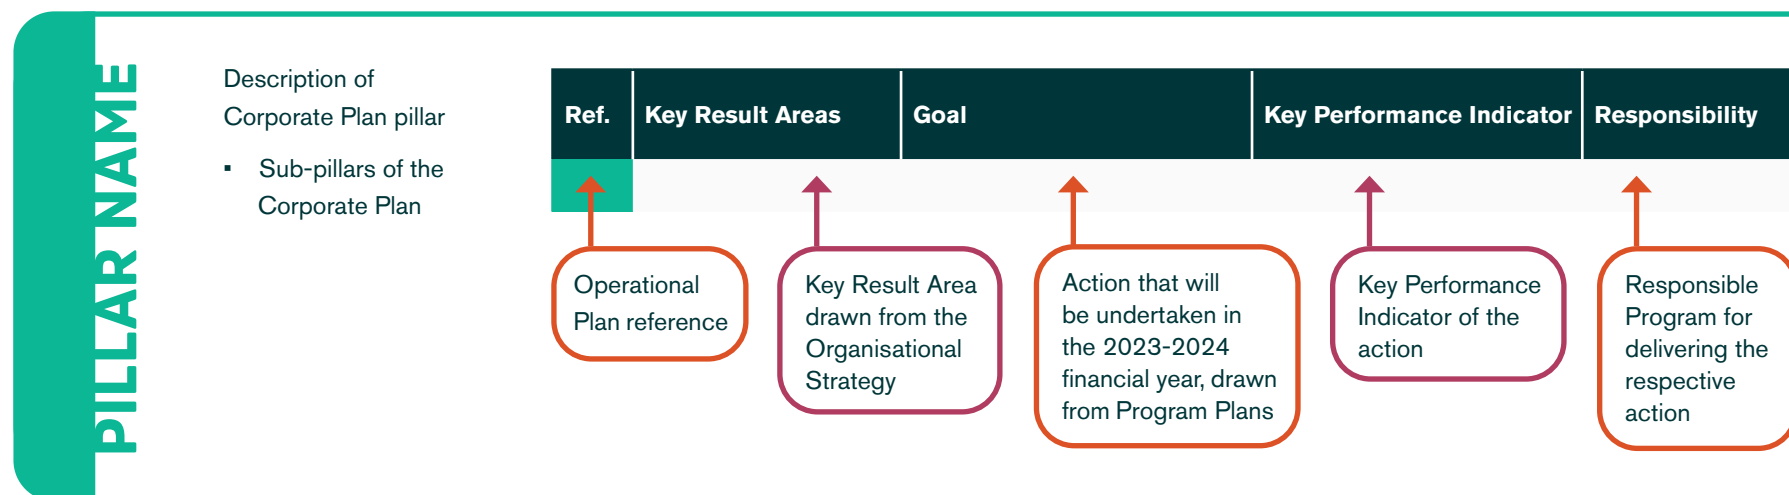 PILLAR NAME
Description of
Corporate Plan pillar
▪ Sub-pillars of the
Corporate Plan
Ref. Key Result Areas Goal Key Performance Indicator Responsibility
Operational
Plan reference
Key Result Area
drawn from the
Organisational
Strategy
Action that will
be undertaken in
the 2023-2024
financial year, drawn
from Program Plans
Key Performance
Indicator of the
action
Responsible
Program for
delivering the
respective
action